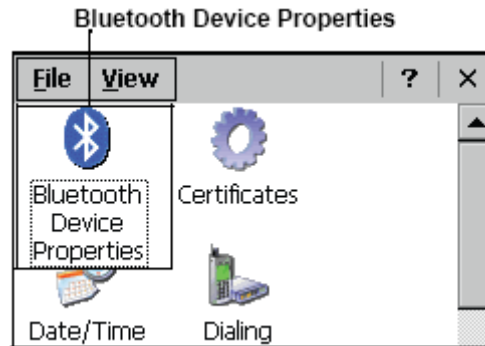 Bluetooth Device Properties
File View ? ×
Bluetooth
Device
Properties
Certificates
Date/Time
Dialing